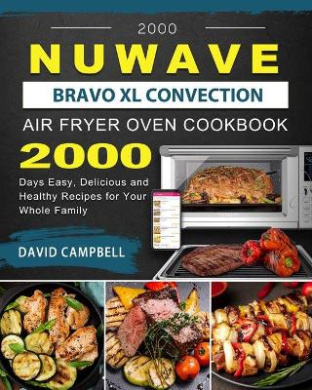 2000
NUWAVE
BRAVO XL CONVECTION
AIR FRYER OVEN COOKBOOK
2000
Days Easy, Delicious and
Healthy Recipes for Your
Whole Family
DAVID CAMPBELL